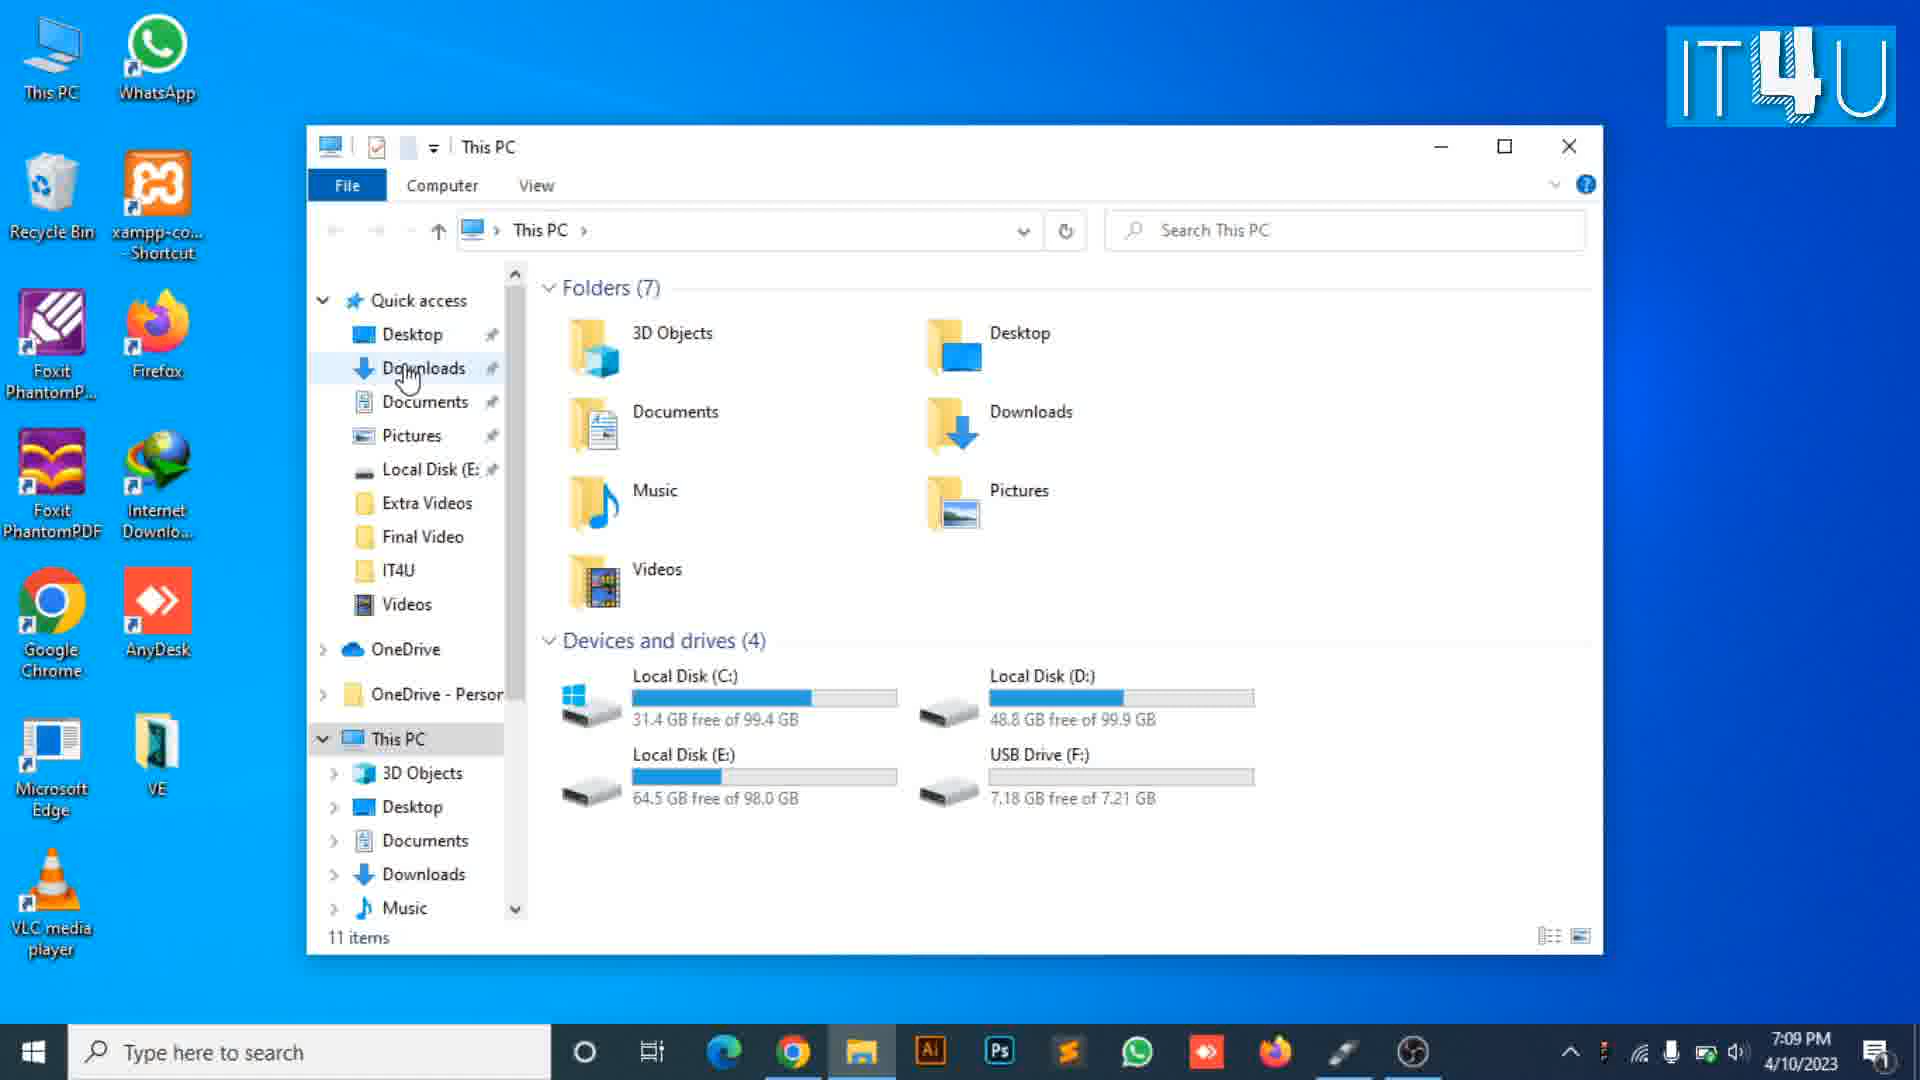 This PC
WhatsApp
IT4U
Recycle Bin
xampp-co...
- Shortcut
Foxit
PhantomP...
Firefox
Foxit
PhantomPDF
Internet
Downlo...
Google
Chrome
AnyDesk
Microsoft
Edge
VE
VLC media
player
This PC
File Computer View
This PC
Search This PC
Quick access
Desktop
Downloads
Documents
Pictures
Local Disk (E:
Extra Videos
Final Video
IT4U
Videos
OneDrive
OneDrive - Person
This PC
3D Objects
Desktop
Documents
Downloads
Music
Folders (7)
3D Objects
Desktop
Documents
Downloads
Music
Pictures
Videos
Devices and drives (4)
Local Disk (C:)
31.4 GB free of 99.4 GB
Local Disk (D:)
48.8 GB free of 99.9 GB
Local Disk (E:)
64.5 GB free of 98.0 GB
USB Drive (F:)
7.18 GB free of 7.21 GB
11 items
Type here to search
Ai
Ps
7:09 PM
4/10/2023
1